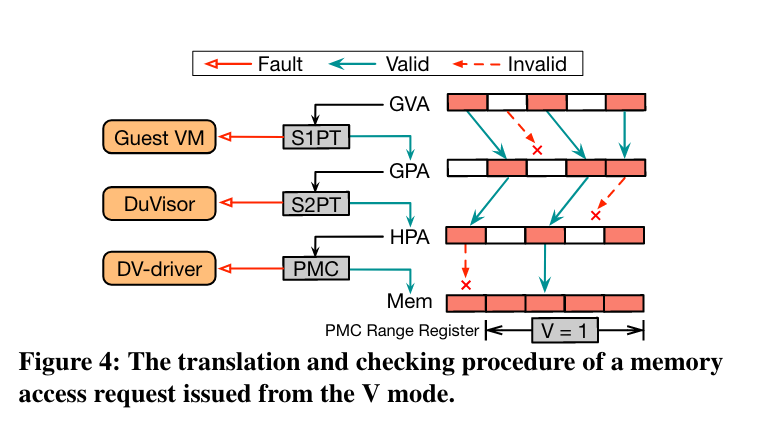 Fault Valid Invalid
GVA
Guest VM S1PT
GPA
DuVisor S2PT
HPA
DV-driver PMC
Mem
PMC Range Register V = 1
Figure 4: The translation and checking procedure of a memory
access request issued from the V mode.